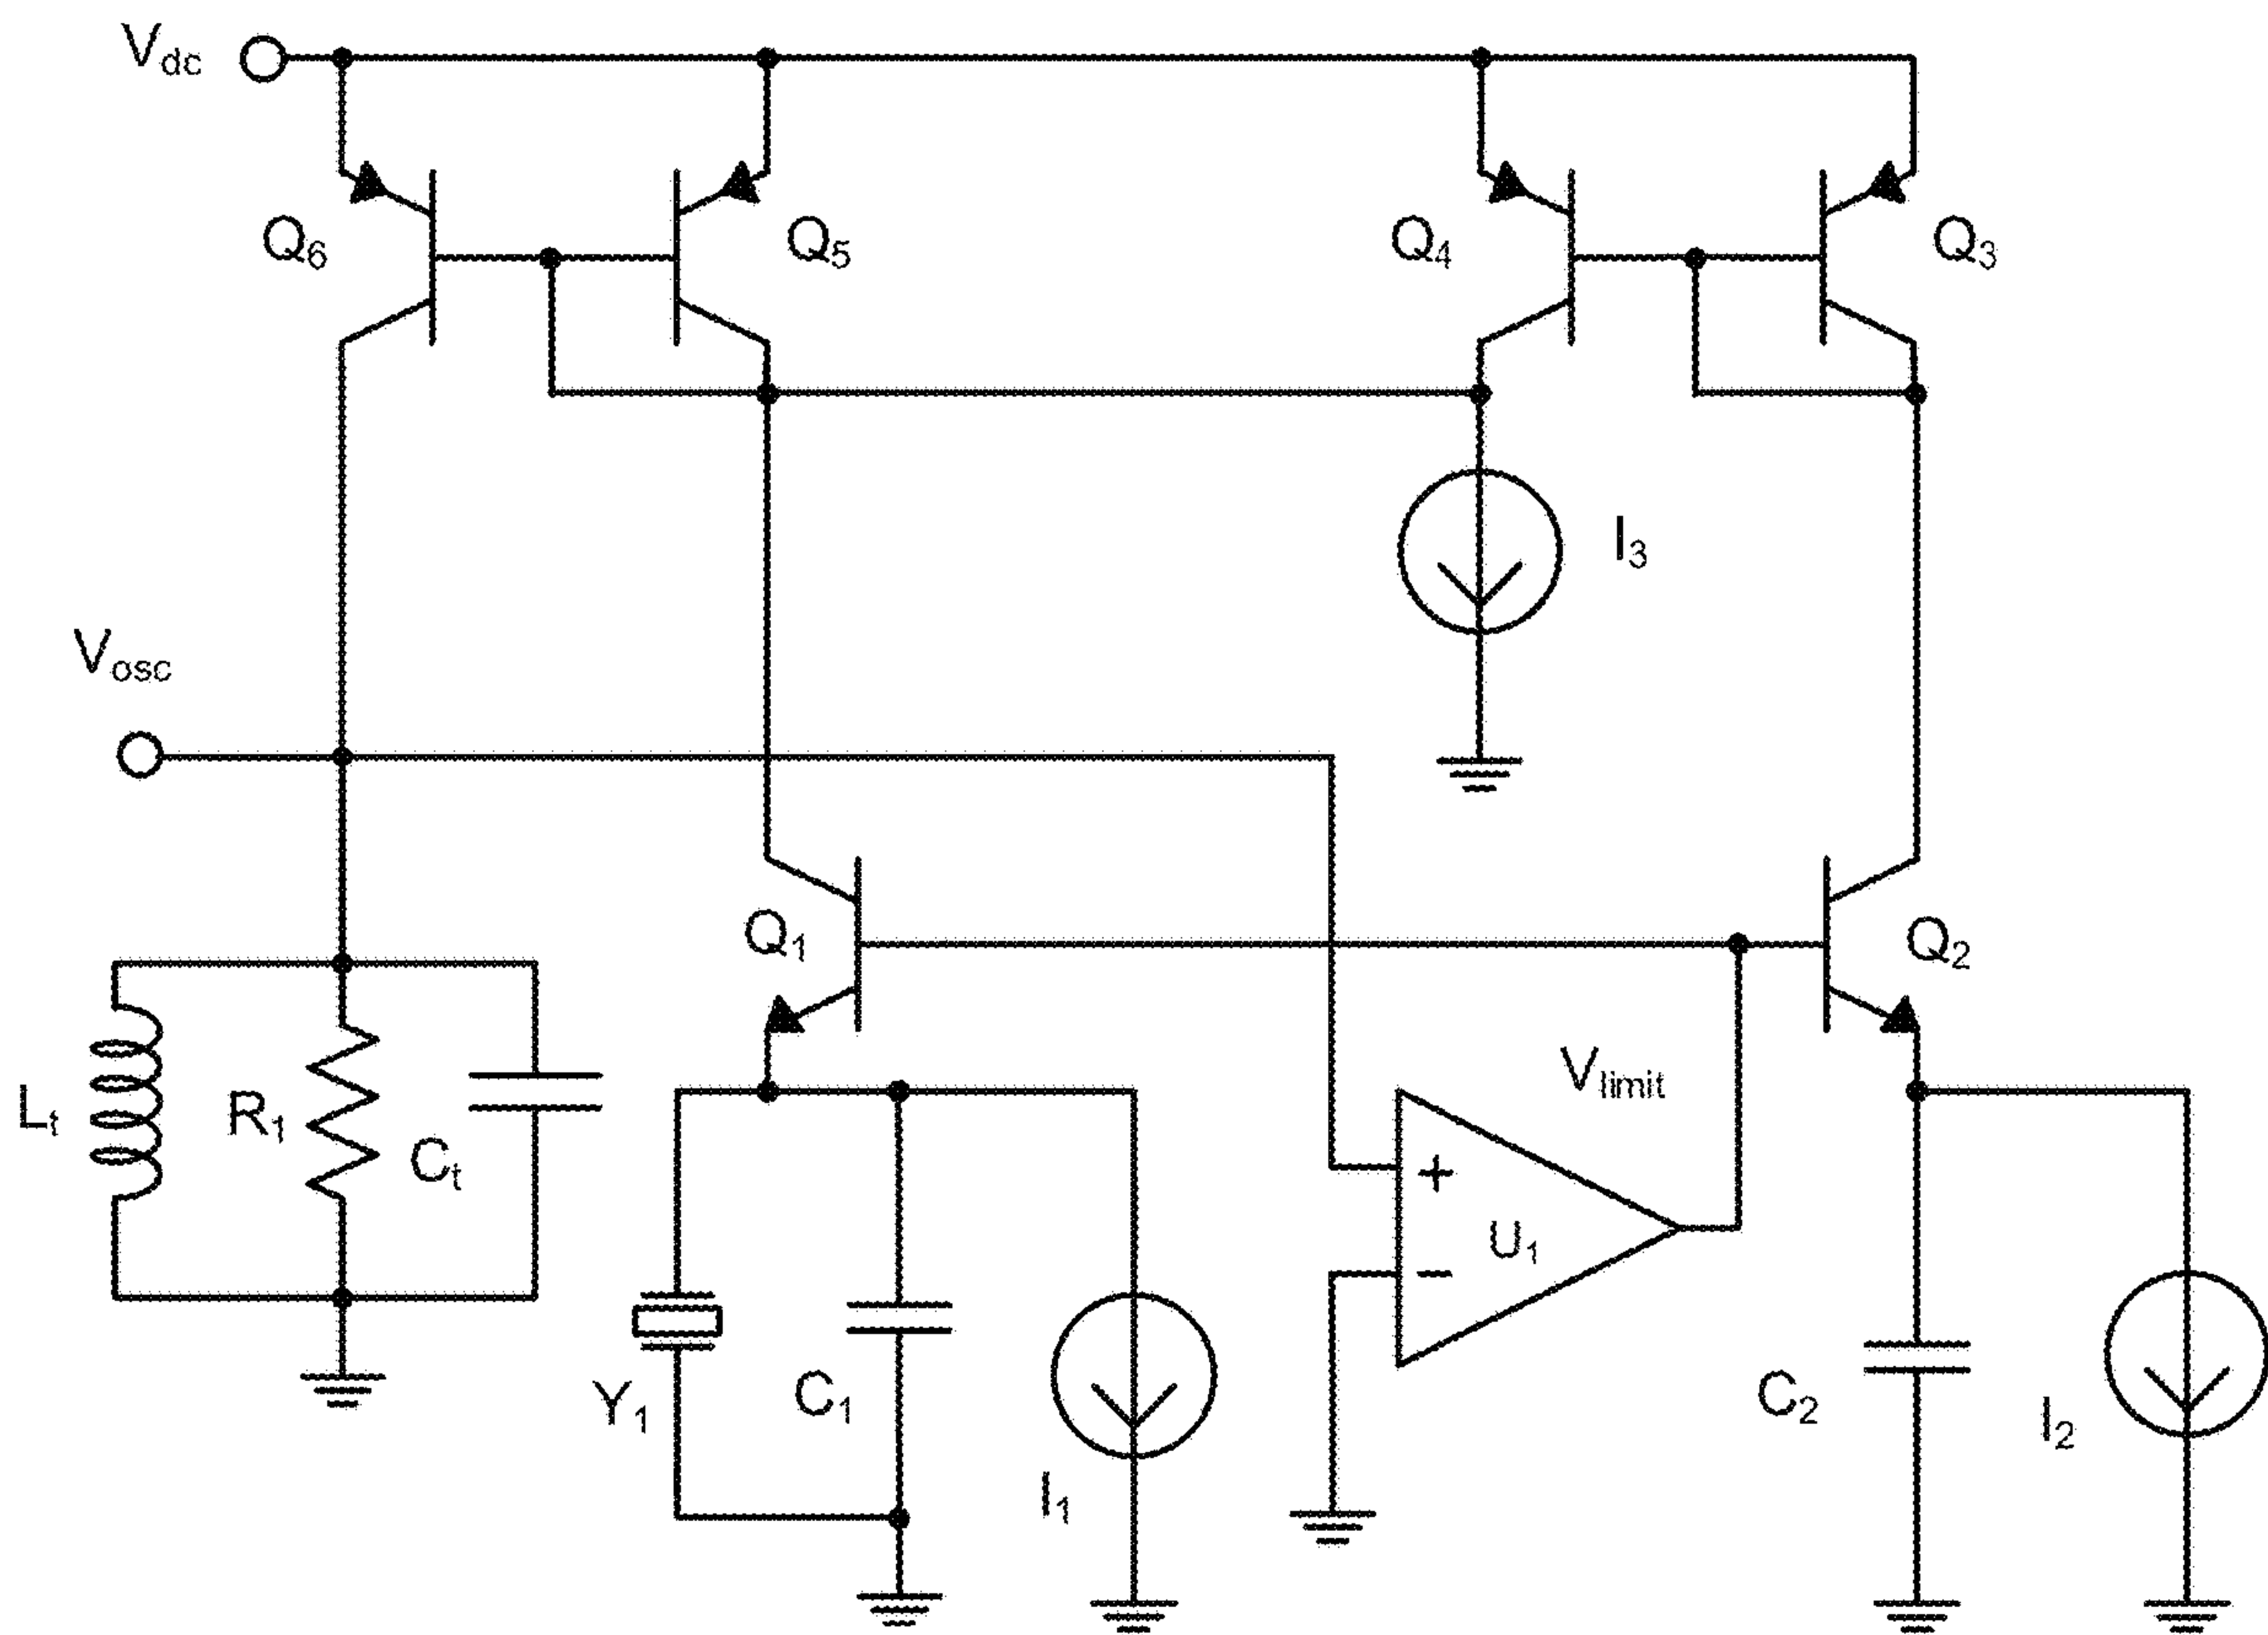 Vdc
Q6
Q5
Q4
Q3
I3
Vosc
Q1
Q2
Vlimit
Lt
R1
Ct
+
U1
−
Y1
C1
I1
C2
I2